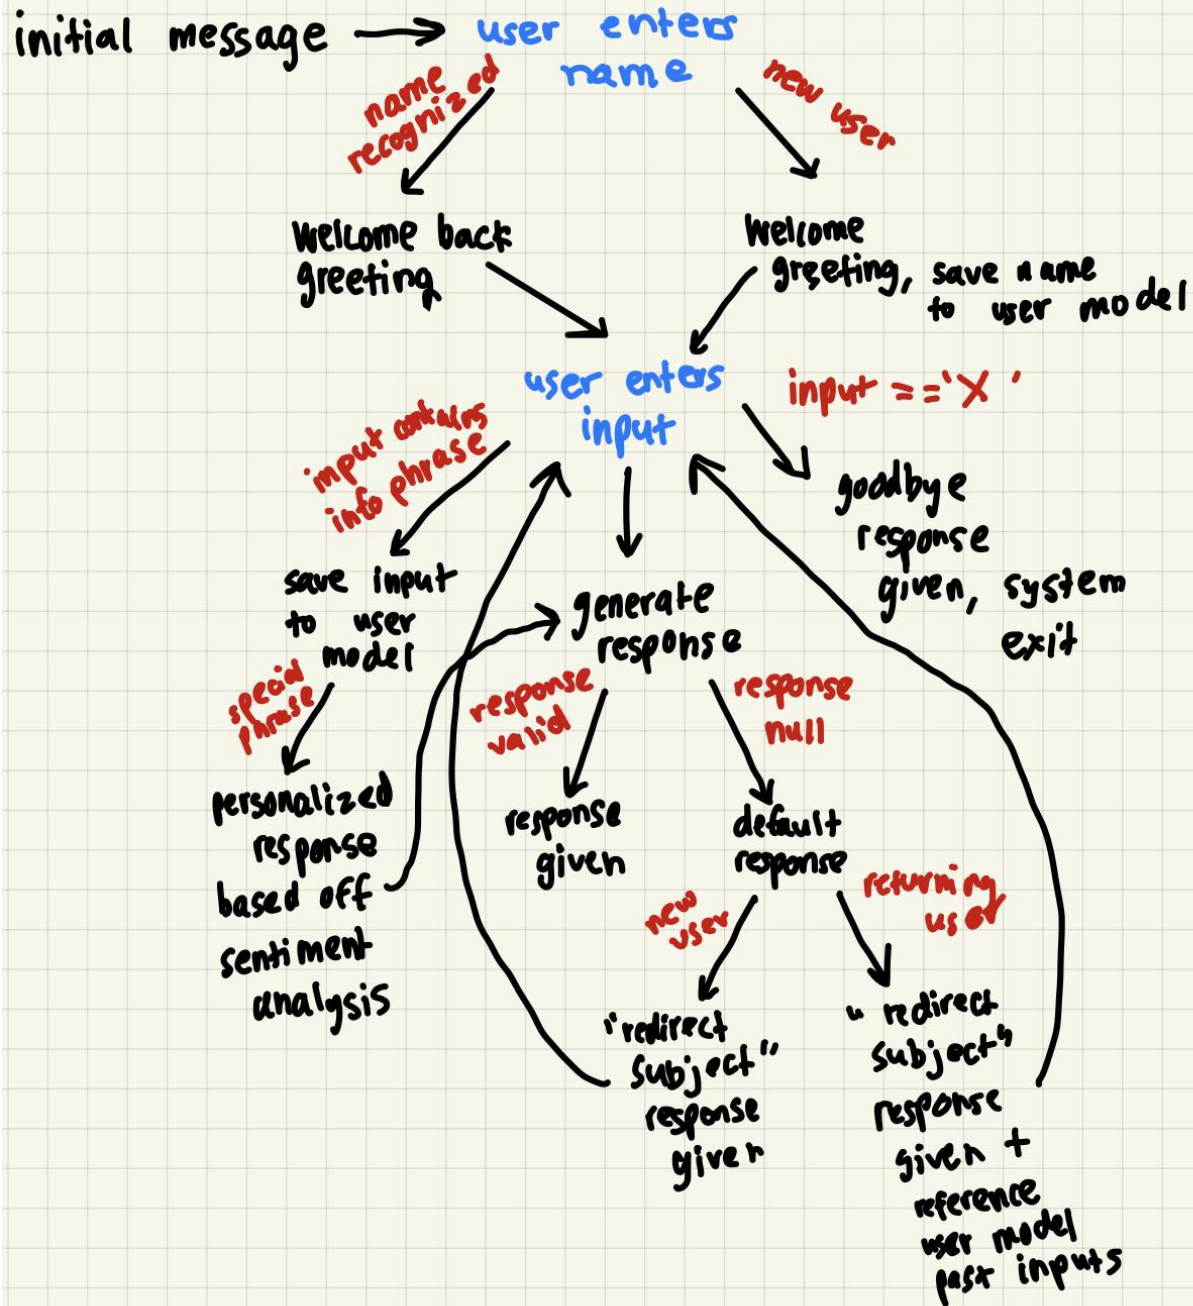 initial message
user enters
name
name
recognized
new user
Welcome back
greeting
Welcome
greeting, save name
to user model
user enters
input
input == 'X'
input contains
info phrase
goodbye
response
given, system
exit
save input
to user
model
generate
response
special
phrase
response
valid
response
null
personalized
response
based off
sentiment
analysis
response
given
default
response
new
user
returning
user
"redirect
subject"
response
given
"redirect
subject"
response
given +
reference
user model
past inputs